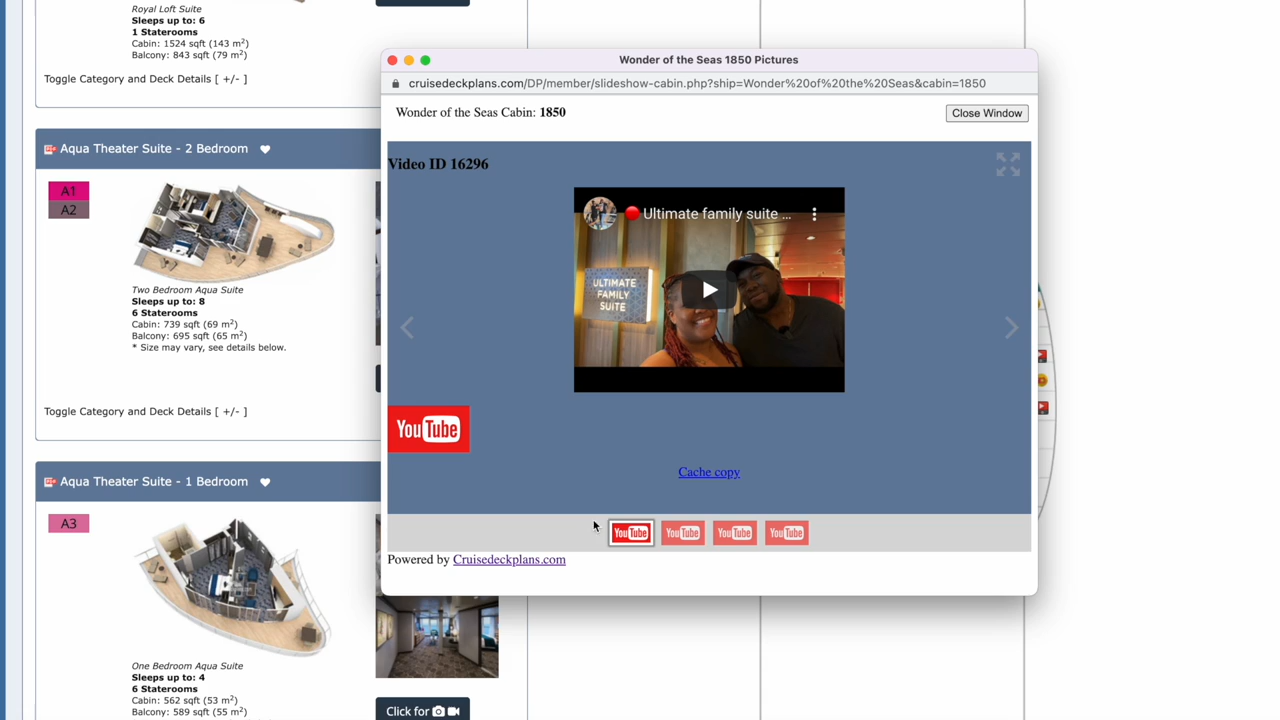 Royal Loft Suite
Sleeps up to: 6
1 Staterooms
Cabin: 1524 sqft (143 m²)
Balcony: 843 sqft (79 m²)
Toggle Category and Deck Details [ +/- ]
Aqua Theater Suite - 2 Bedroom
A1
A2
Two Bedroom Aqua Suite
Sleeps up to: 8
6 Staterooms
Cabin: 739 sqft (69 m²)
Balcony: 695 sqft (65 m²)
* Size may vary, see details below.
Toggle Category and Deck Details [ +/- ]
Aqua Theater Suite - 1 Bedroom
A3
One Bedroom Aqua Suite
Sleeps up to: 4
6 Staterooms
Cabin: 562 sqft (53 m²)
Balcony: 589 sqft (55 m²)
Click for
Wonder of the Seas 1850 Pictures
cruisedeckplans.com/DP/member/slideshow-cabin.php?ship=Wonder%20of%20the%20Seas&cabin=1850
Wonder of the Seas Cabin: 1850
Close Window
Video ID 16296
Ultimate family suite ...
ULTIMATE
FAMILY
SUITE
YouTube
Cache copy
YouTube YouTube YouTube YouTube
Powered by Cruisedeckplans.com